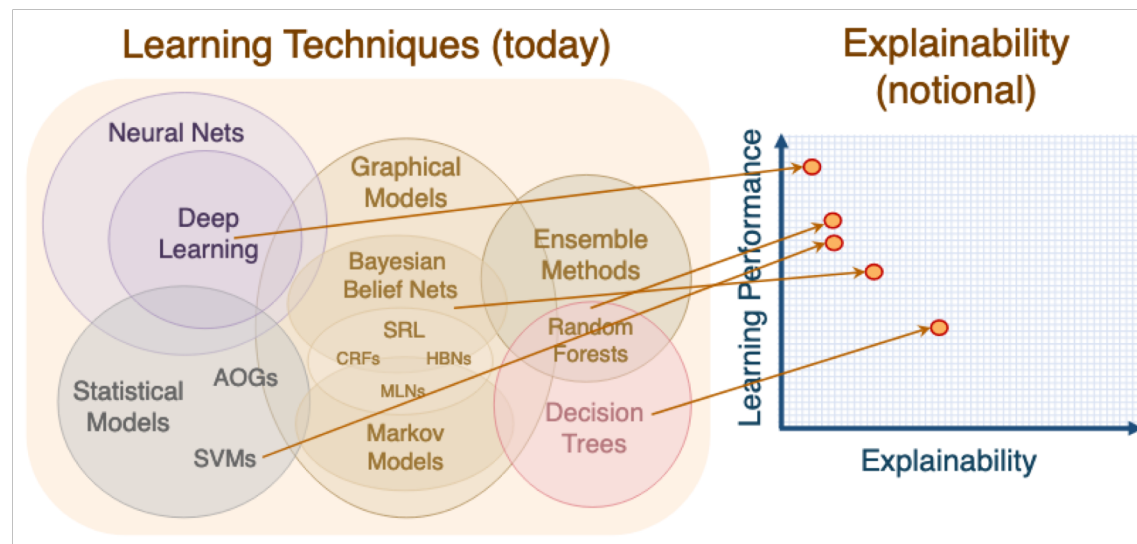 Learning Techniques (today)
Neural Nets
Deep
Learning
Graphical
Models
Ensemble
Methods
Bayesian
Belief Nets
SRL
CRFs
HBNs
MLNs
Random
Forests
Statistical
Models
AOGs
SVMs
Markov
Models
Decision
Trees
Explainability
(notional)
Learning Performance
Explainability